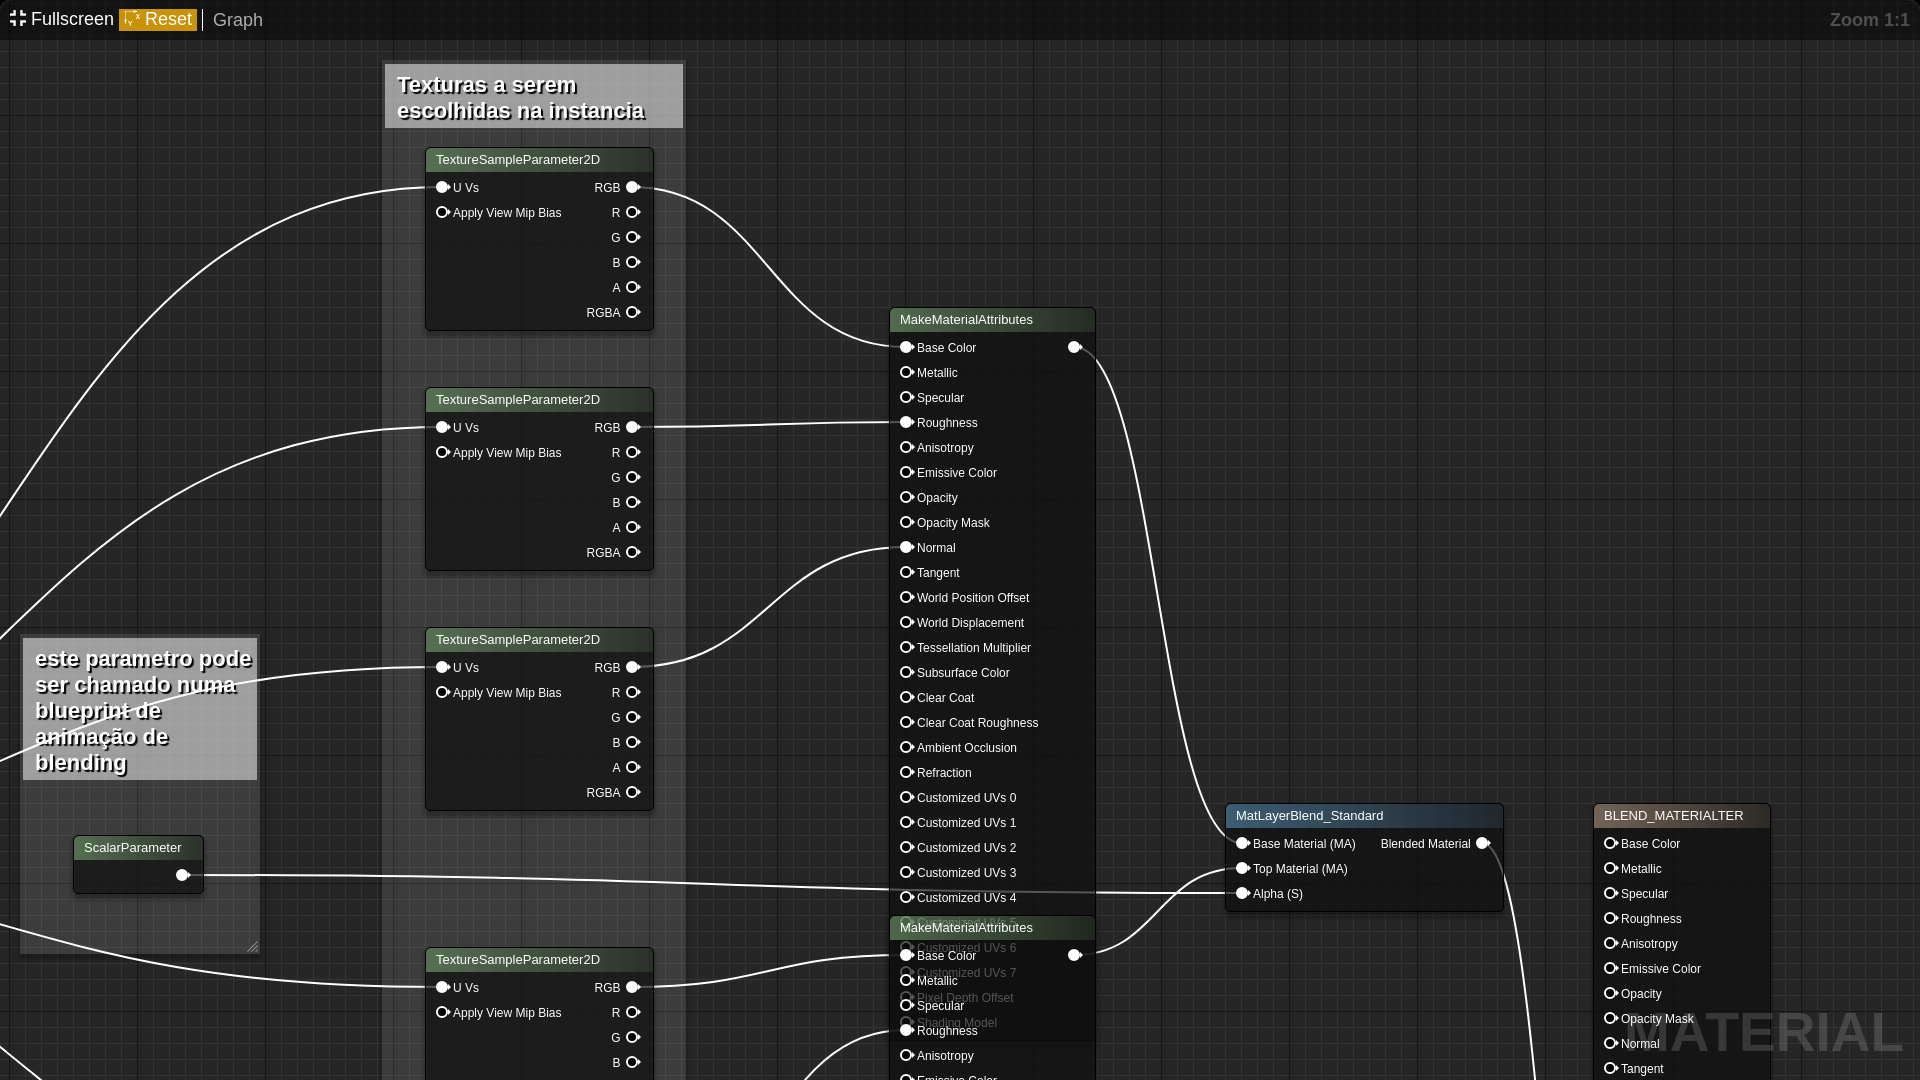 Fullscreen Reset Graph Zoom 1:1
Texturas a serem
escolhidas na instancia
TextureSampleParameter2D
U Vs RGB
Apply View Mip Bias R
G
B
A
RGBA
TextureSampleParameter2D
U Vs RGB
Apply View Mip Bias R
G
B
A
RGBA
TextureSampleParameter2D
U Vs RGB
Apply View Mip Bias R
G
B
A
RGBA
este parametro pode
ser chamado numa
blueprint de
animação de
blending
ScalarParameter
TextureSampleParameter2D
U Vs RGB
Apply View Mip Bias R
G
B
MakeMaterialAttributes
Base Color
Metallic
Specular
Roughness
Anisotropy
Emissive Color
Opacity
Opacity Mask
Normal
Tangent
World Position Offset
World Displacement
Tessellation Multiplier
Subsurface Color
Clear Coat
Clear Coat Roughness
Ambient Occlusion
Refraction
Customized UVs 0
Customized UVs 1
Customized UVs 2
Customized UVs 3
Customized UVs 4
Customized UVs 5
MakeMaterialAttributes
Customized UVs 6
Base Color
Customized UVs 7
Metallic
Pixel Depth Offset
Specular
Shading Model
Roughness
Anisotropy
Emissive Color
MatLayerBlend_Standard
Base Material (MA) Blended Material
Top Material (MA)
Alpha (S)
BLEND_MATERIALTER
Base Color
Metallic
Specular
Roughness
Anisotropy
Emissive Color
Opacity
Opacity Mask
Normal
Tangent
MATERIAL